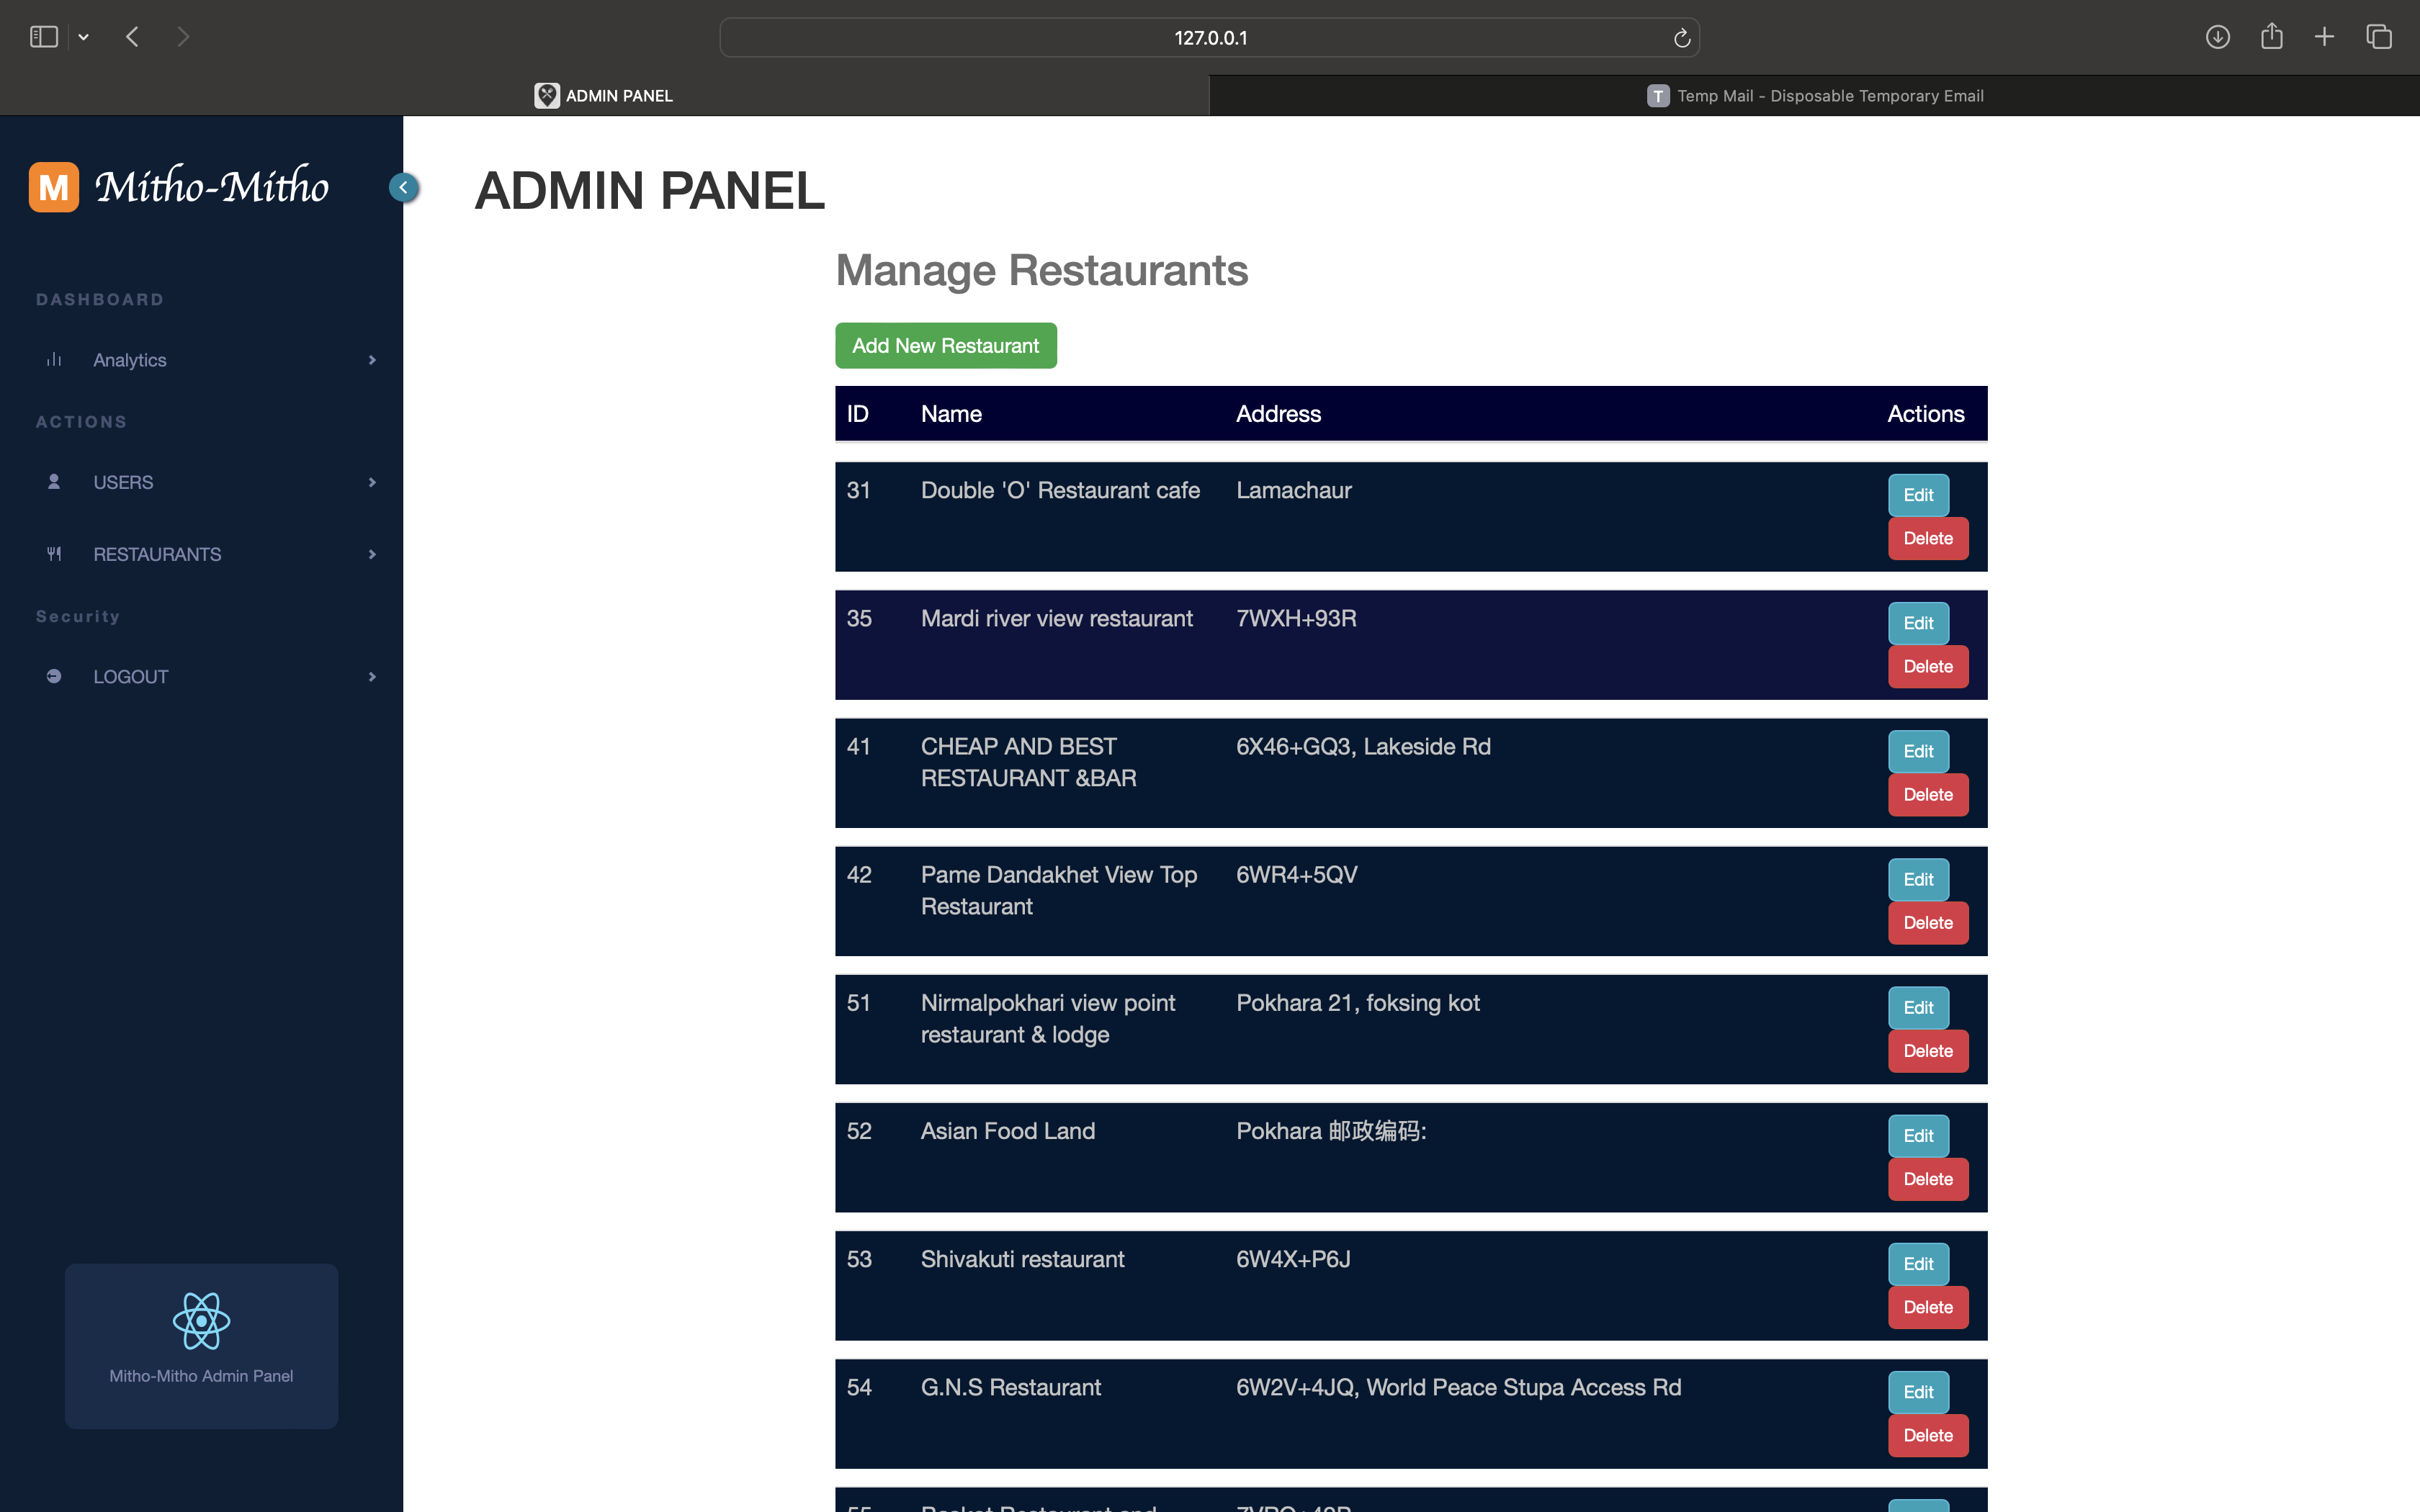 127.0.0.1
ADMIN PANEL
T Temp Mail - Disposable Temporary Email
M Mitho-Mitho
DASHBOARD
Analytics
ACTIONS
USERS
RESTAURANTS
Security
LOGOUT
Mitho-Mitho Admin Panel
ADMIN PANEL
Manage Restaurants
Add New Restaurant
ID Name Address Actions
31 Double 'O' Restaurant cafe Lamachaur Edit
Delete
35 Mardi river view restaurant 7WXH+93R Edit
Delete
41 CHEAP AND BEST 6X46+GQ3, Lakeside Rd Edit
RESTAURANT &BAR Delete
42 Pame Dandakhet View Top 6WR4+5QV Edit
Restaurant Delete
51 Nirmalpokhari view point Pokhara 21, foksing kot Edit
restaurant & lodge Delete
52 Asian Food Land Pokhara 邮政编码: Edit
Delete
53 Shivakuti restaurant 6W4X+P6J Edit
Delete
54 G.N.S Restaurant 6W2V+4JQ, World Peace Stupa Access Rd Edit
Delete